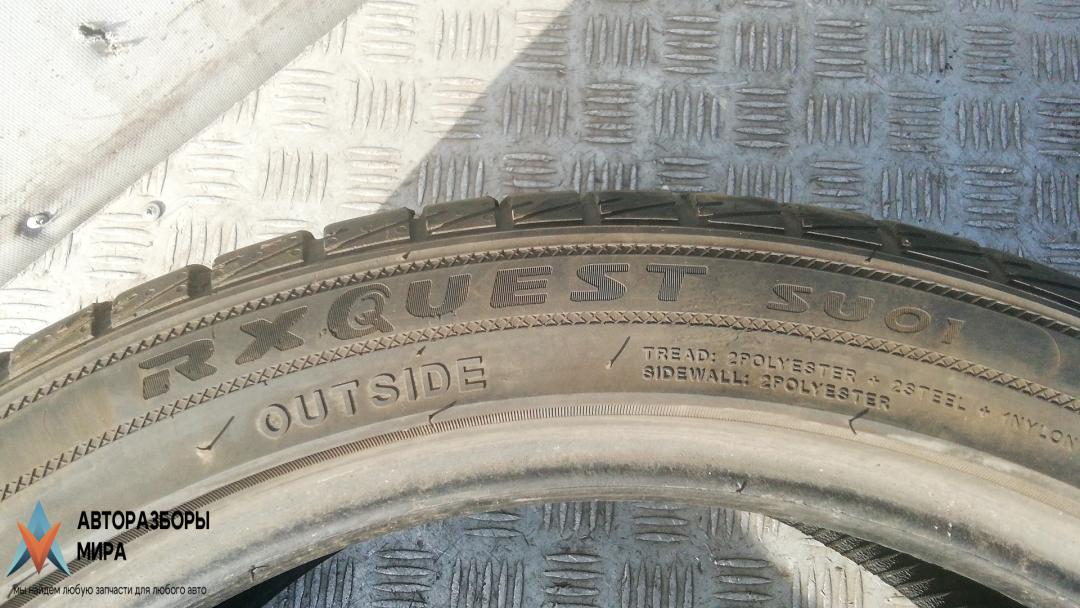 RXQUEST SU01
OUTSIDE
TREAD: 2POLYESTER + 2STEEL + 1NYLON
SIDEWALL: 2POLYESTER
АВТОРАЗБОРЫ
МИРА
Мы найдем любую запчасти для любого авто